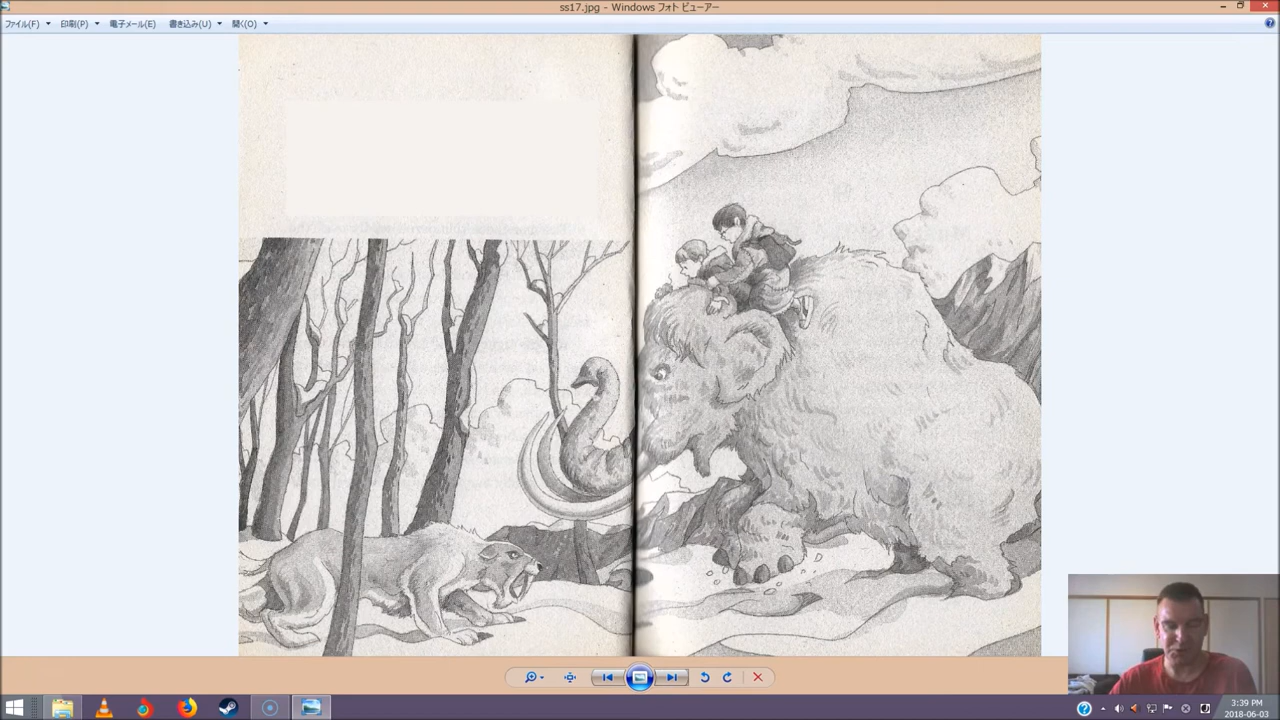 ss17.jpg - Windows フォト ビューアー
ファイル(F) 印刷(P) 電子メール(E) 書き込み(U) 開く(O)
3:39 PM
2018-06-03